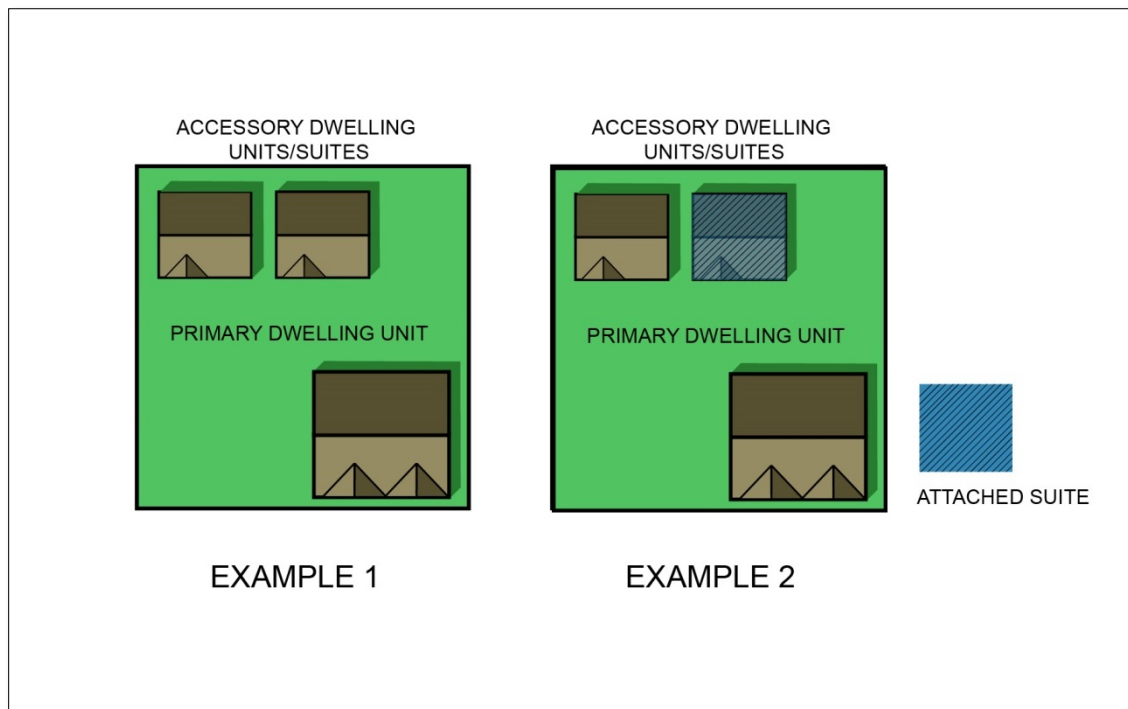 ACCESSORY DWELLING
UNITS/SUITES
PRIMARY DWELLING UNIT
EXAMPLE 1
ACCESSORY DWELLING
UNITS/SUITES
PRIMARY DWELLING UNIT
EXAMPLE 2
ATTACHED SUITE